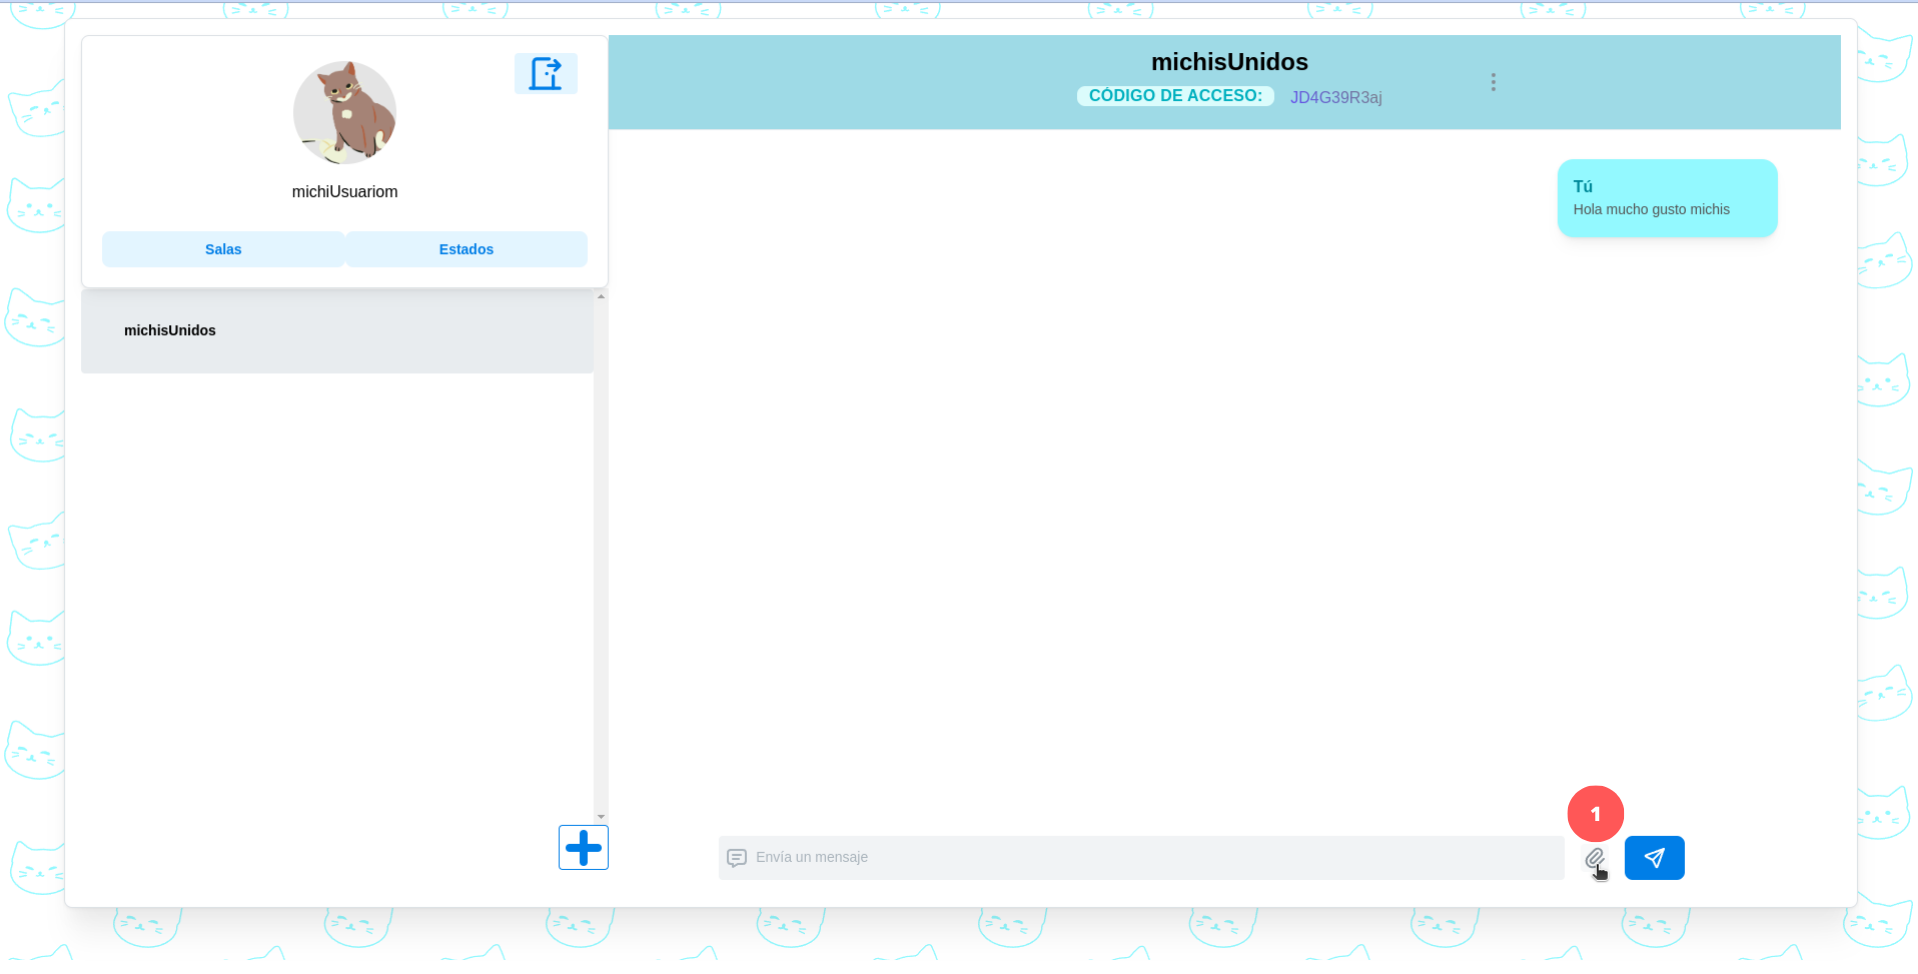 michiUsuariom
Salas
Estados
michisUnidos
michisUnidos
CÓDIGO DE ACCESO: JD4G39R3aj
Tú
Hola mucho gusto michis
1
Envía un mensaje